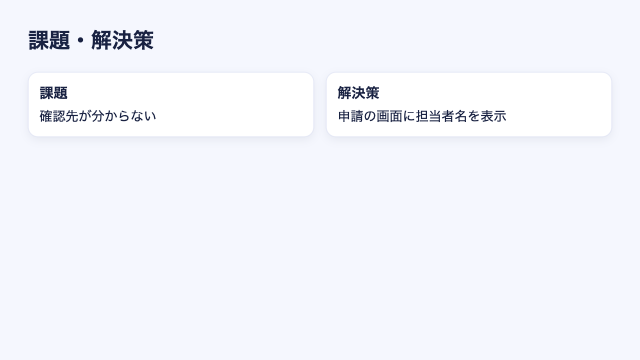 課題・解決策
課題
確認先が分からない
解決策
申請の画面に担当者名を表示